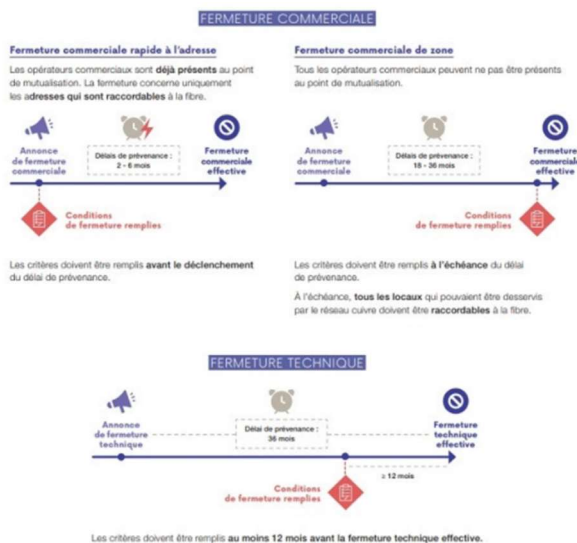 FERMETURE COMMERCIALE
Fermeture commerciale rapide à l'adresse
Les opérateurs commerciaux sont déjà présents au point
de mutualisation. La fermeture concerne uniquement
les adresses qui sont raccordables à la fibre.
Annonce
de fermeture
commerciale
Délais de prévenance :
2 - 6 mois
Fermeture
commerciale
effective
Conditions
de fermeture remplies
Les critères doivent être remplis avant le déclenchement
du délai de prévenance.
Fermeture commerciale de zone
Tous les opérateurs commerciaux peuvent ne pas être présents
au point de mutualisation.
Annonce
de fermeture
commerciale
Délais de prévenance :
18 - 36 mois
Fermeture
commerciale
effective
Conditions
de fermeture remplies
Les critères doivent être remplis à l'échéance du délai
de prévenance.
À l'échéance, tous les locaux qui pouvaient être desservis
par le réseau cuivre doivent être raccordables à la fibre.
FERMETURE TECHNIQUE
Annonce
de fermeture
technique
Délai de prévenance :
36 mois
Fermeture
technique
effective
≥ 12 mois
Conditions
de fermeture remplies
Les critères doivent être remplis au moins 12 mois avant la fermeture technique effective.